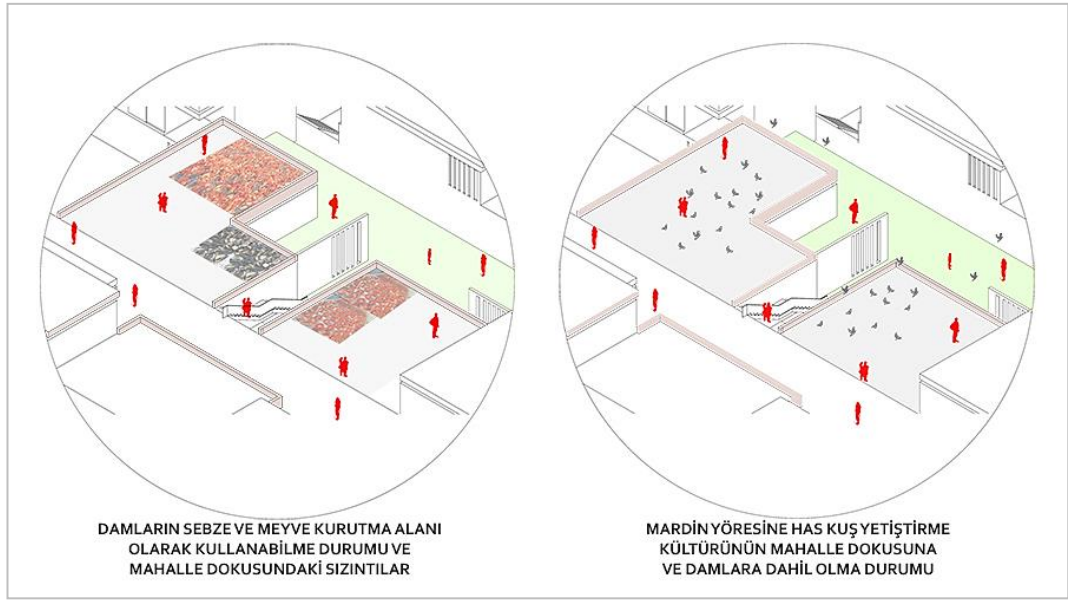 DAMLARIN SEBZE VE MEYVE KURUTMA ALANI
OLARAK KULLANABİLME DURUMU VE
MAHALLE DOKUSUNDAKİ SIZINTILAR
MARDİN YÖRESİNE HAS KUŞ YETİŞTİRME
KÜLTÜRÜNÜN MAHALLE DOKUSUNA
VE DAMLARA DAHİL OLMA DURUMU